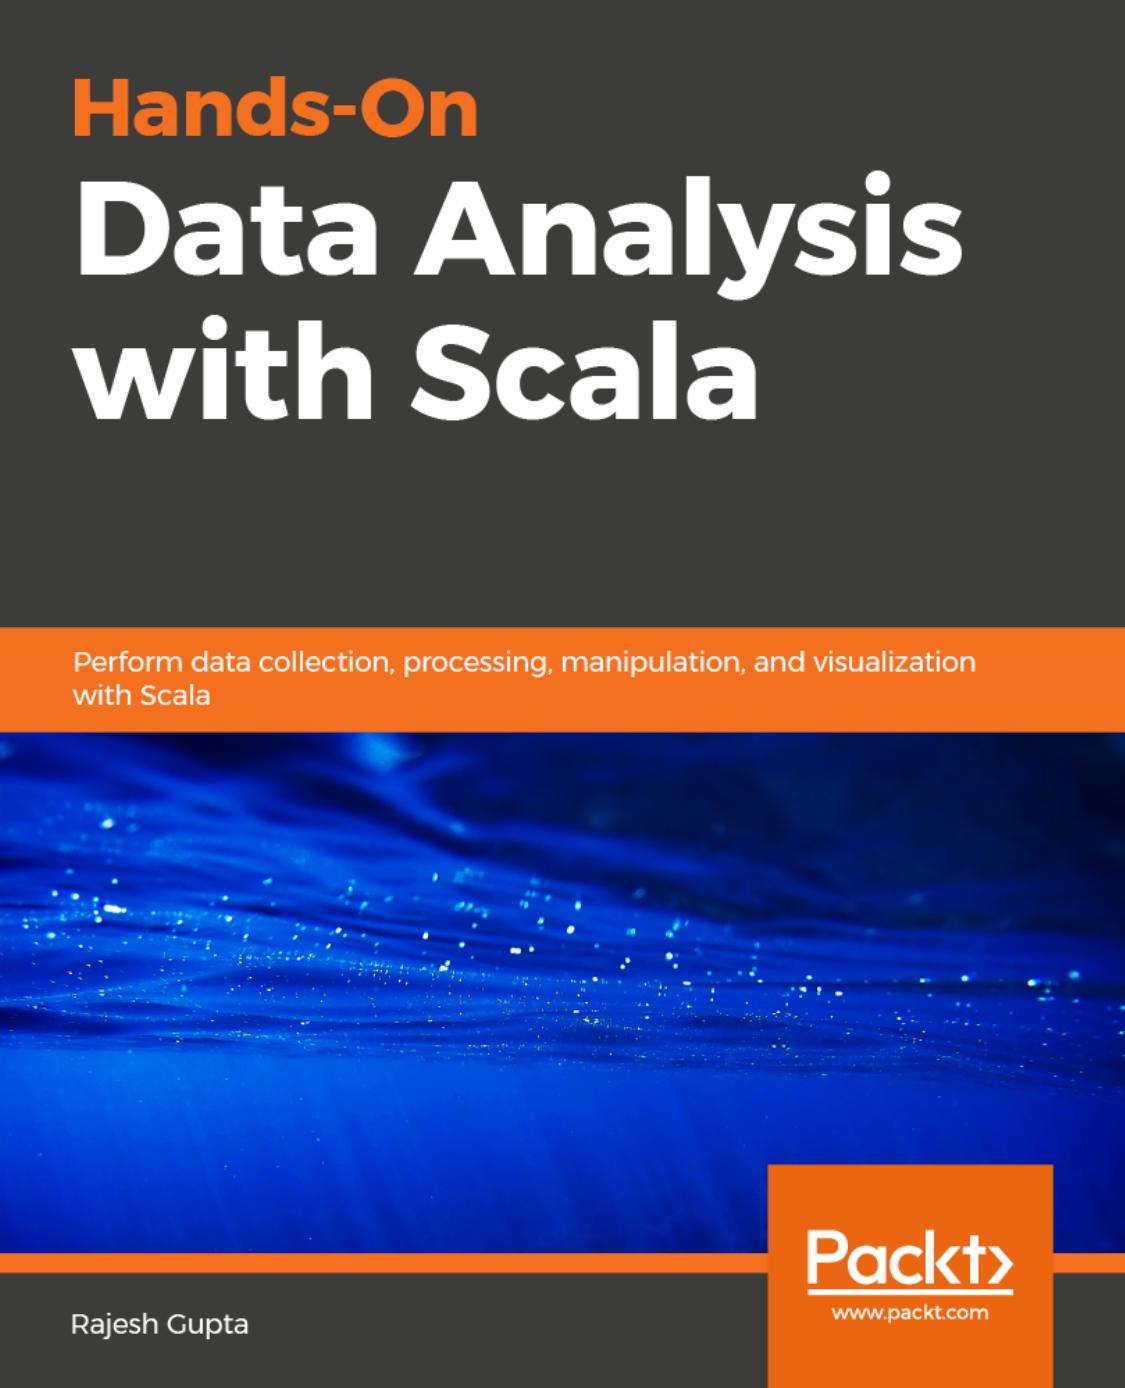 Hands-On
Data Analysis
with Scala
Perform data collection, processing, manipulation, and visualization
with Scala
Rajesh Gupta
Packt>
www.packt.com